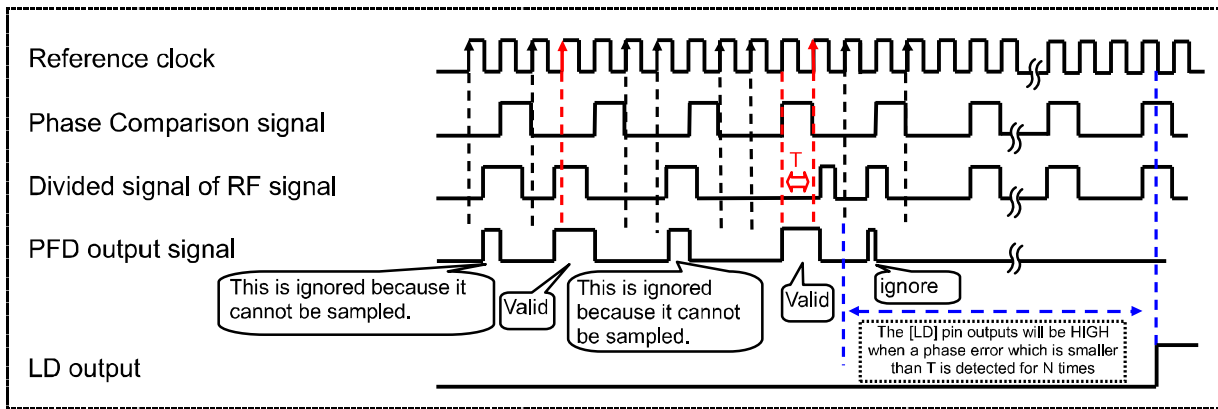 Reference clock
Phase Comparison signal
T
Divided signal of RF signal
PFD output signal
This is ignored because it
cannot be sampled.
Valid
This is ignored
because it cannot
be sampled.
Valid
ignore
The [LD] pin outputs will be HIGH
when a phase error which is smaller
than T is detected for N times
LD output